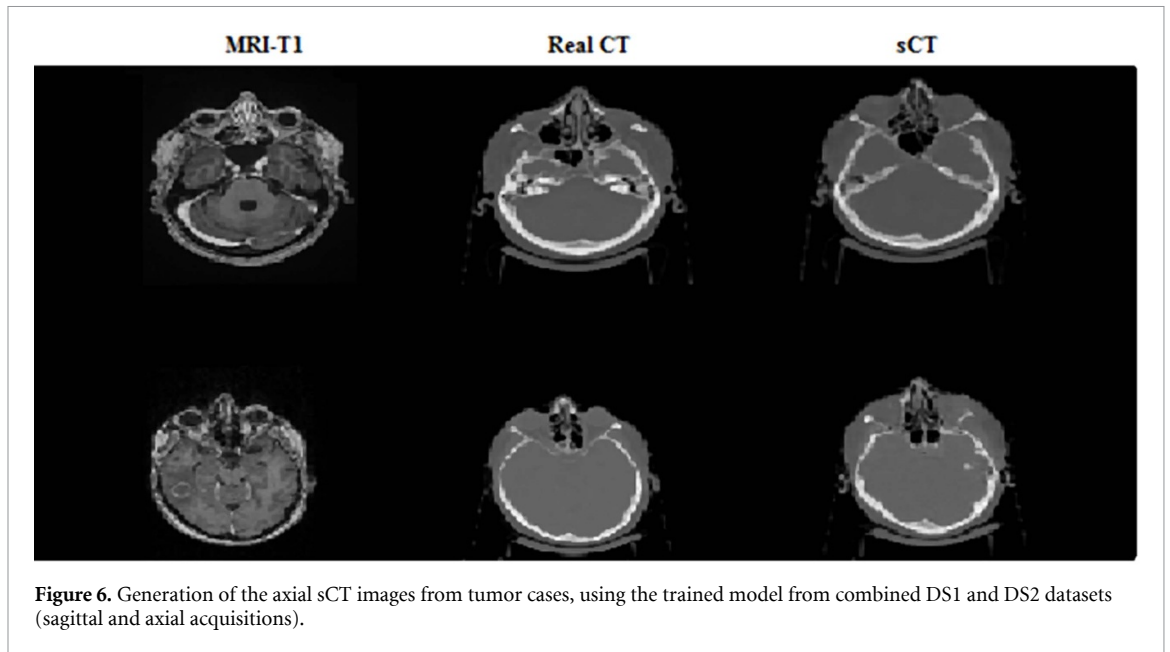 MRI-T1 Real CT sCT
Figure 6. Generation of the axial sCT images from tumor cases, using the trained model from combined DS1 and DS2 datasets
(sagittal and axial acquisitions).